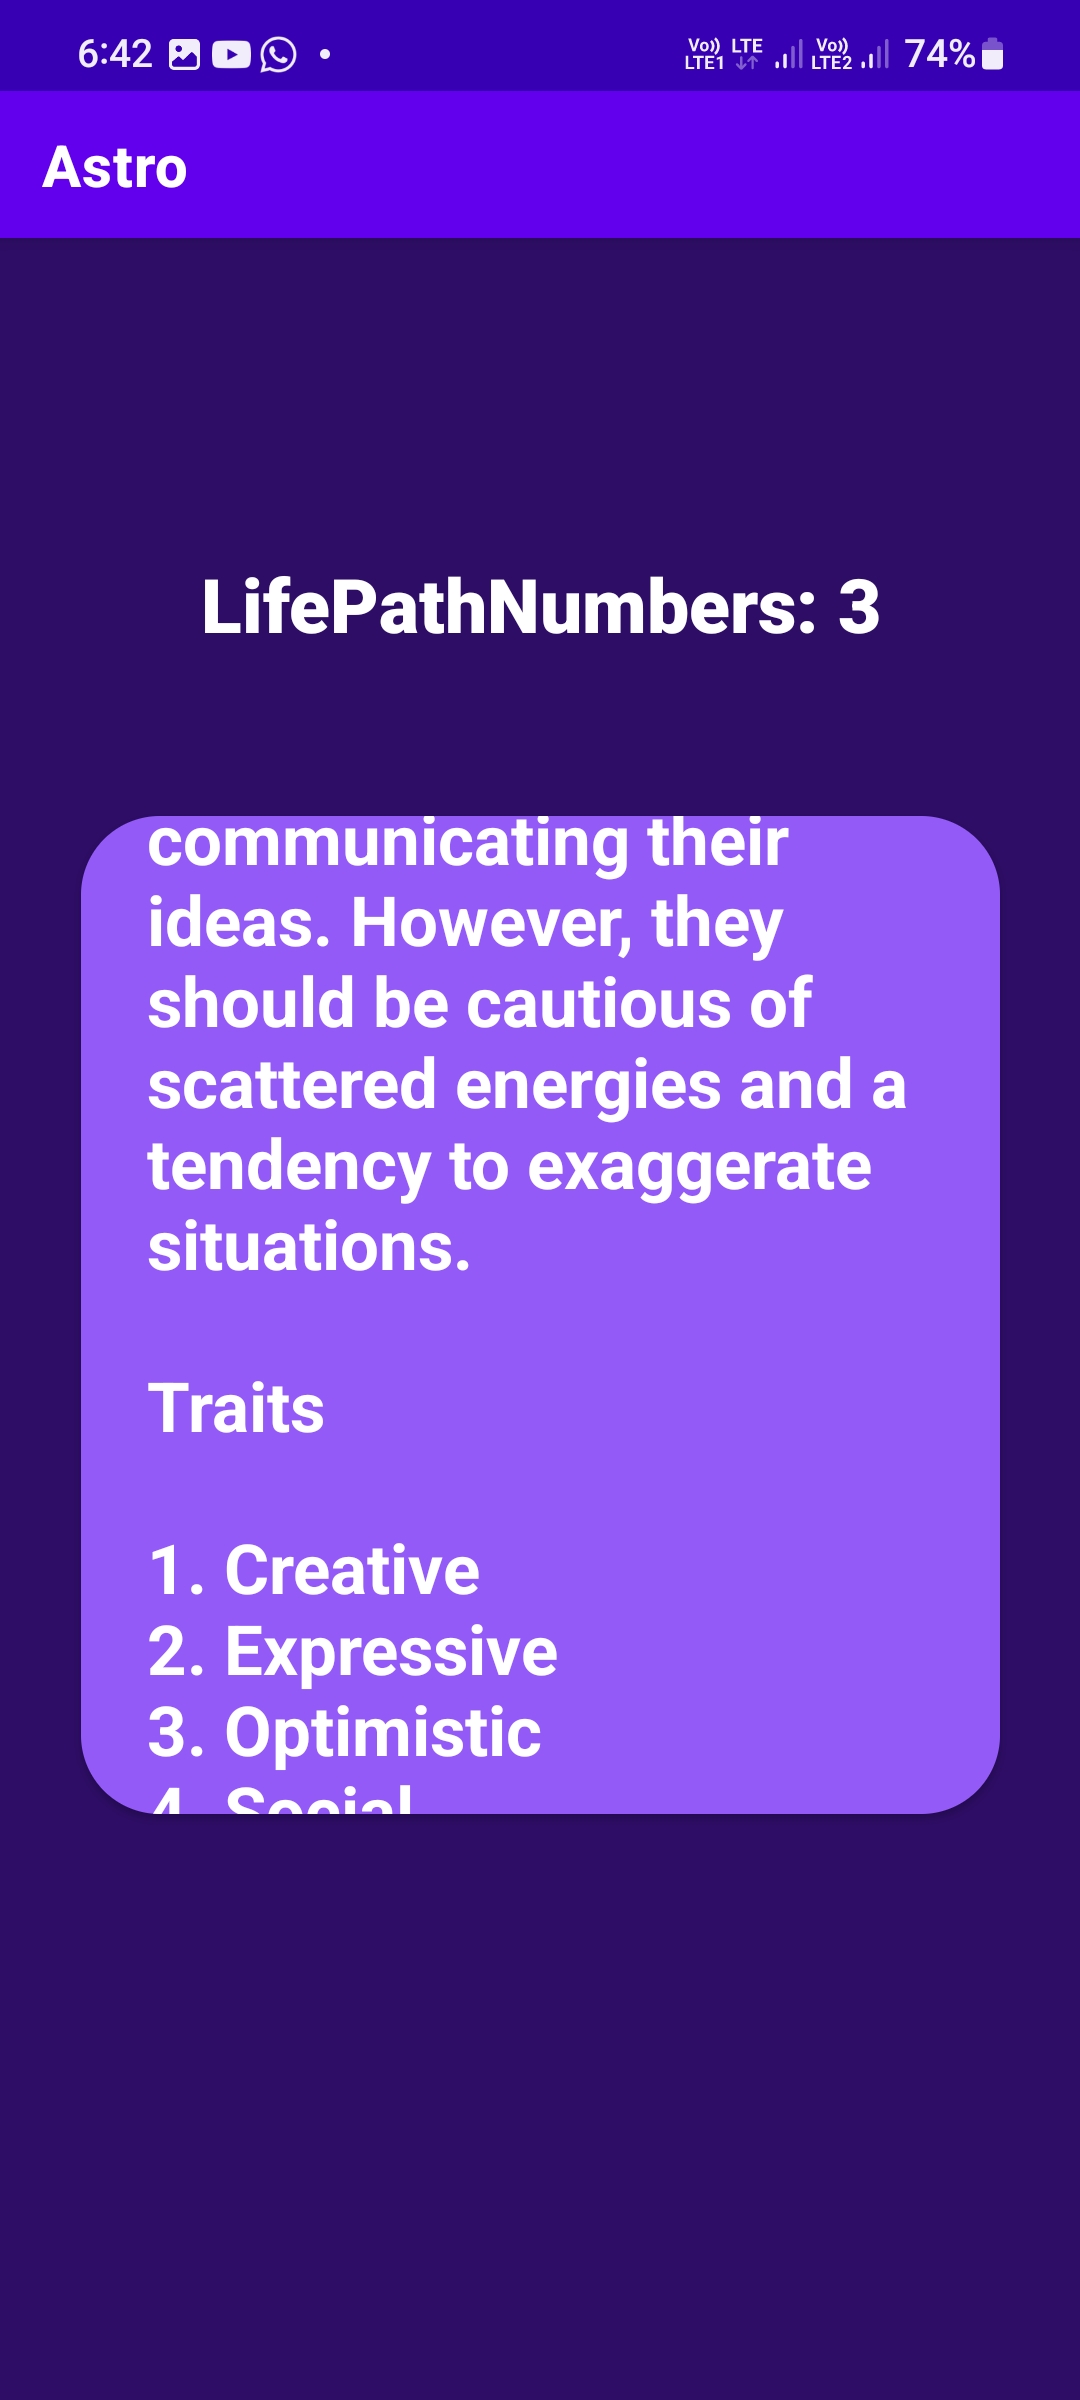 6:42 Vo)) LTE1 LTE Vo)) LTE2 74%
Astro
LifePathNumbers: 3
communicating their
ideas. However, they
should be cautious of
scattered energies and a
tendency to exaggerate
situations.
Traits
1. Creative
2. Expressive
3. Optimistic
4. Social